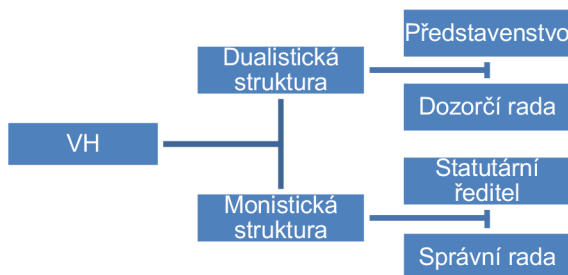 VH
Dualistická
struktura
Představenstvo
Dozorčí rada
Monistická
struktura
Statutární
ředitel
Správní rada